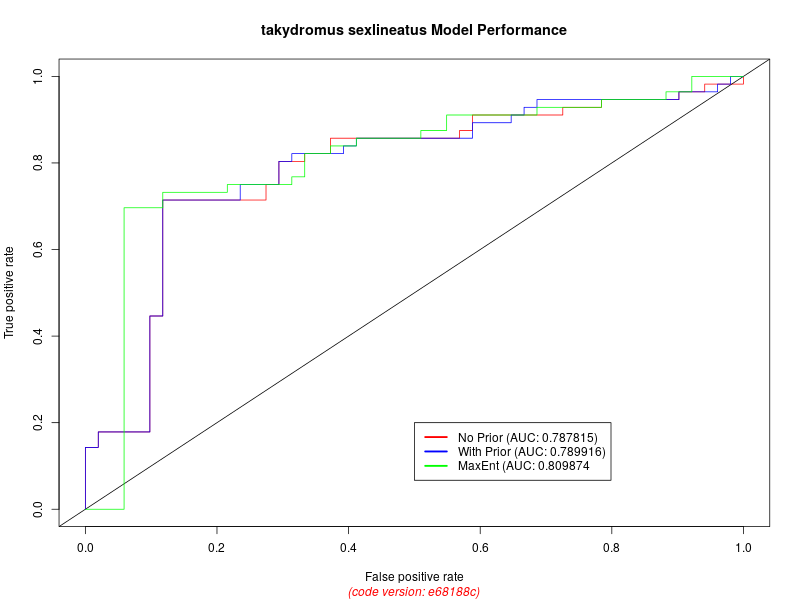 takydromus sexlineatus Model Performance
True positive rate
1.0
0.8
0.6
0.4
0.2
0.0
No Prior (AUC: 0.787815)
With Prior (AUC: 0.789916)
MaxEnt (AUC: 0.809874
0.0 0.2 0.4 0.6 0.8 1.0
False positive rate
(code version: e68188c)